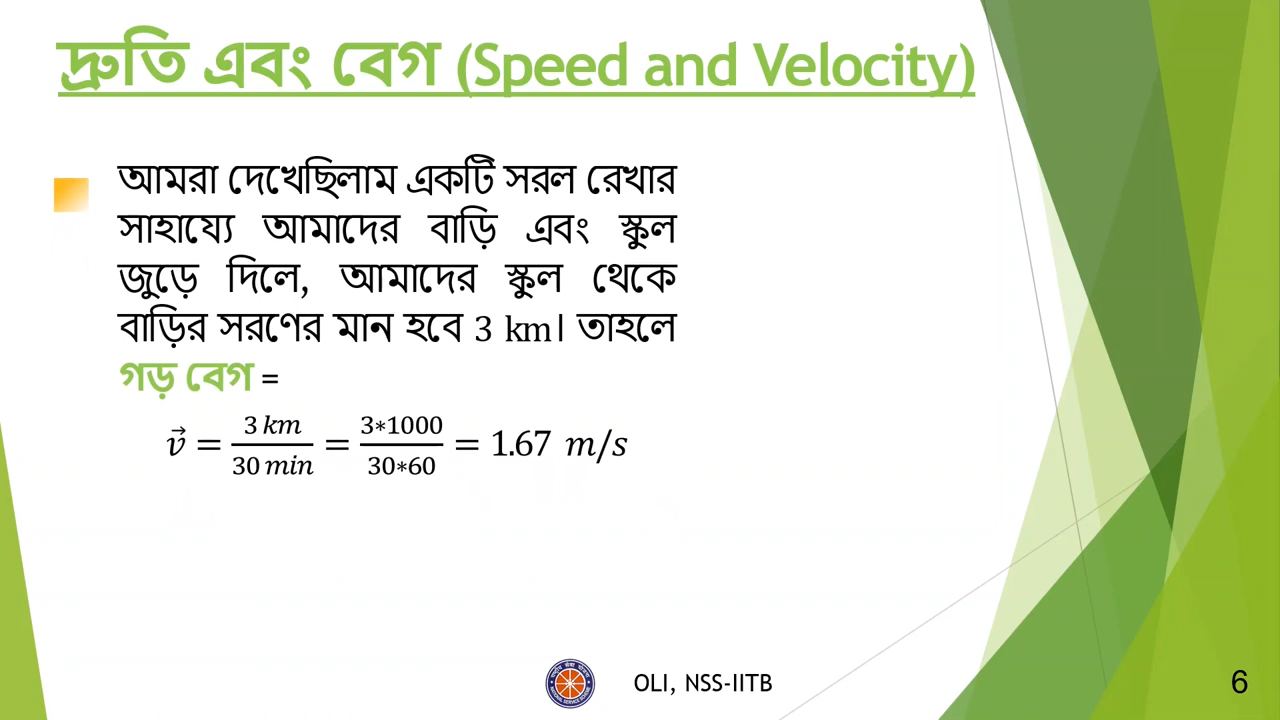 দ্রুতি এবং বেগ (Speed and Velocity)
আমরা দেখেছিলাম একটি সরল রেখার
সাহায্যে আমাদের বাড়ি এবং স্কুল
জুড়ে দিলে, আমাদের স্কুল থেকে
বাড়ির সরণের মান হবে 3 km। তাহলে
গড় বেগ =
v⃗ = 3 km / 30 min = 3*1000 / 30*60 = 1.67 m/s
OLI, NSS-IITB
6